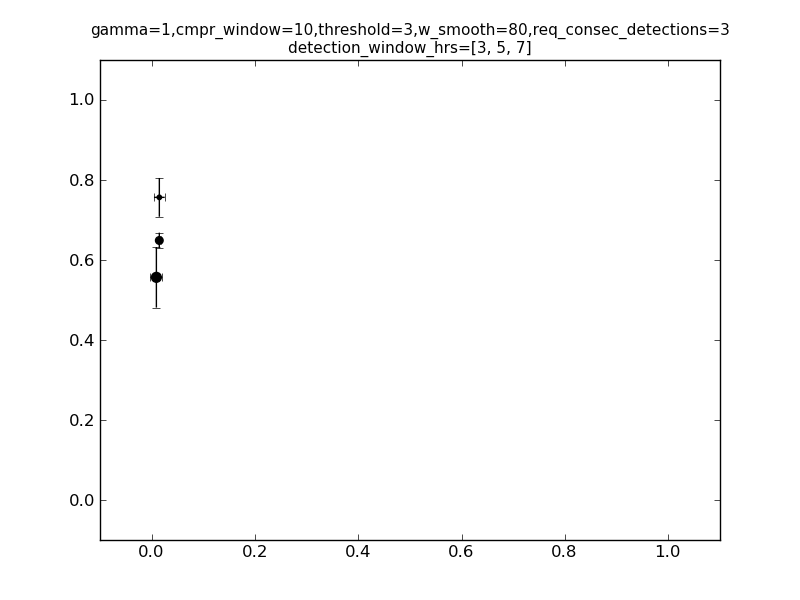 gamma=1,cmpr_window=10,threshold=3,w_smooth=80,req_consec_detections=3
detection_window_hrs=[3, 5, 7]
1.0
0.8
0.6
0.4
0.2
0.0
0.0 0.2 0.4 0.6 0.8 1.0